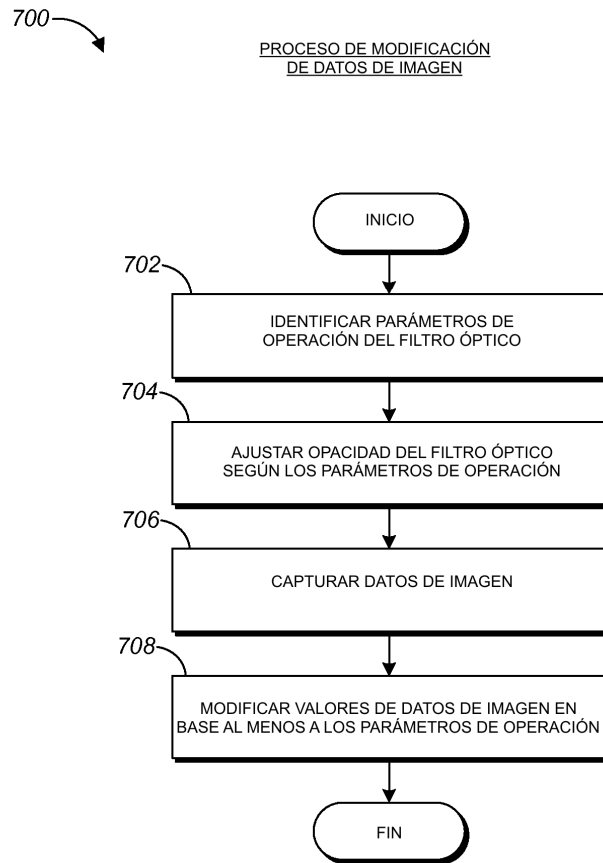 700
PROCESO DE MODIFICACIÓN
DE DATOS DE IMAGEN
INICIO
702
IDENTIFICAR PARÁMETROS DE
OPERACIÓN DEL FILTRO ÓPTICO
704
AJUSTAR OPACIDAD DEL FILTRO ÓPTICO
SEGÚN LOS PARÁMETROS DE OPERACIÓN
706
CAPTURAR DATOS DE IMAGEN
708
MODIFICAR VALORES DE DATOS DE IMAGEN EN
BASE AL MENOS A LOS PARÁMETROS DE OPERACIÓN
FIN